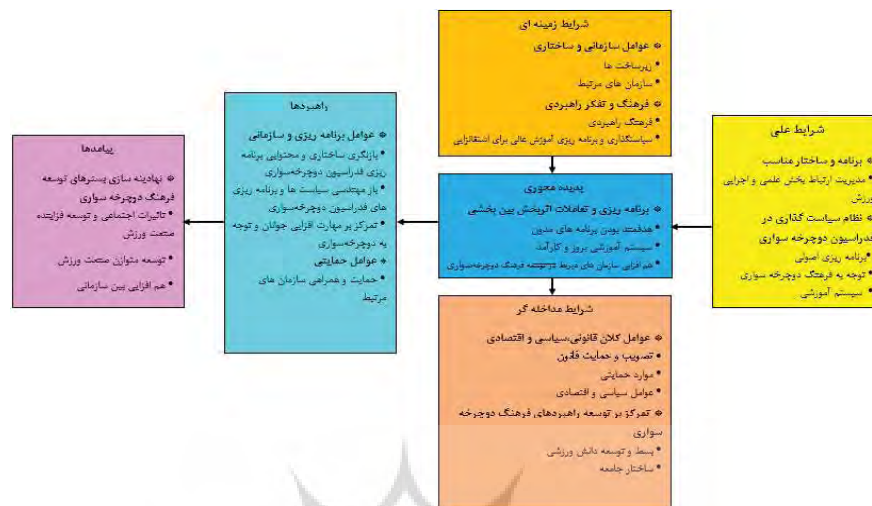 شرایط زمینه ای
❖ عوامل سازمانی و ساختاری
• زیرساخت ها
• سازمان های مرتبط
❖ فرهنگ و تفکر راهبردی
• فرهنگ راهبردی
• سیاستگذاری و برنامه ریزی آموزش عالی برای اشتغالزایی
شرایط علی
❖ برنامه و ساختار مناسب
• مدیریت ارتباط بخش علمی و اجرایی
ورزش
❖ نظام سیاست گذاری در
فدراسیون دوچرخه سواری
• برنامه ریزی اصولی
• توجه به فرهنگ دوچرخه سواری
• سیستم آموزشی
پدیده محوری
❖ برنامه ریزی و تعاملات اثربخش بین بخشی
• هدفمند بودن برنامه های مدون
• سیستم آموزشی بروز و کارآمد
• هم افزایی سازمان های مرتبط در توسعه فرهنگ دوچرخه‌سواری
شرایط مداخله گر
❖ عوامل کلان قانونی،سیاسی و اقتصادی
• تصویب و حمایت قانون
• موارد حمایتی
• عوامل سیاسی و اقتصادی
❖ تمرکز بر توسعه راهبردهای فرهنگ دوچرخه
سواری
• بسط و توسعه دانش ورزشی
• ساختار جامعه
راهبردها
❖ عوامل برنامه ریزی و سازمانی
• بازنگری ساختاری و محتوایی برنامه
ریزی فدراسیون دوچرخه‌سواری
• باز مهندسی سیاست ها و برنامه ریزی
های فدراسیون دوچرخه‌سواری
• تمرکز بر مهارت افزایی جوانان و توجه
به دوچرخه‌سواری
❖ عوامل حمایتی
• حمایت و همراهی سازمان های
مرتبط
پیامدها
❖ نهادینه سازی بسترهای توسعه
فرهنگ دوچرخه سواری
• تاثیرات اجتماعی و توسعه فزاینده
صنعت ورزش
• توسعه متوازن صنعت ورزش
• هم افزایی بین سازمانی